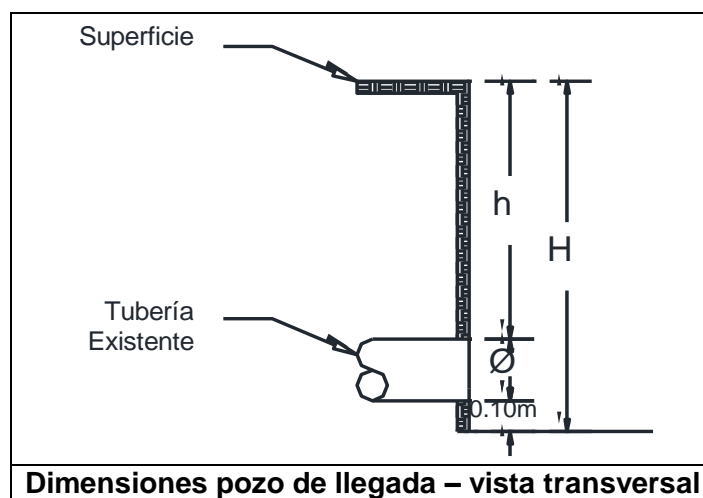 Superficie
h
H
Tubería
Existente
Ø
0.10m
Dimensiones pozo de llegada – vista transversal